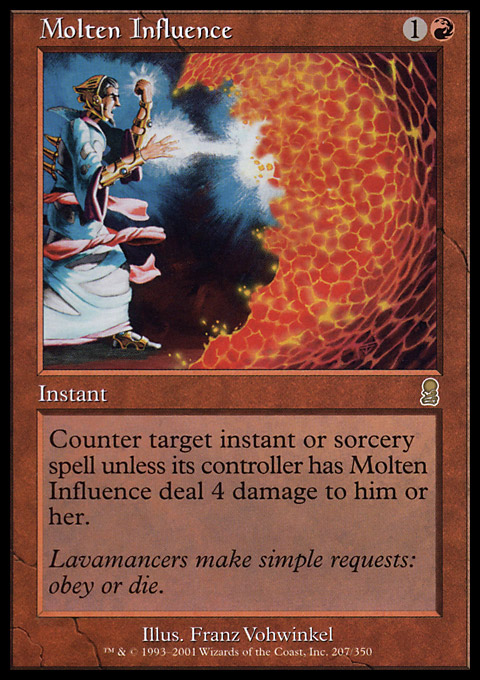 Molten Influence 1
Instant
Counter target instant or sorcery
spell unless its controller has Molten
Influence deal 4 damage to him or
her.
Lavamancers make simple requests:
obey or die.
Illus. Franz Vohwinkel
™ & © 1993–2001 Wizards of the Coast, Inc. 207/350